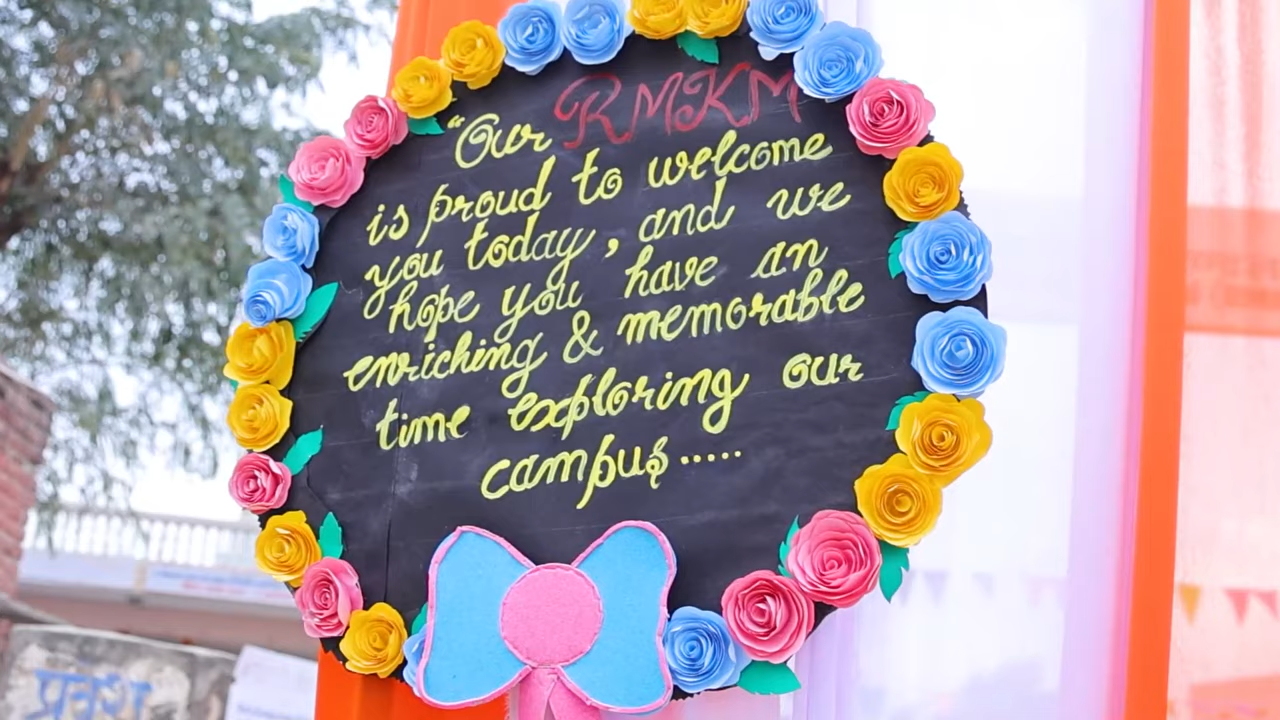 "Our RMKM
is proud to welcome
you today, and we
hope you have an
enriching & memorable
time exploring our
campus.....
प्रवेश